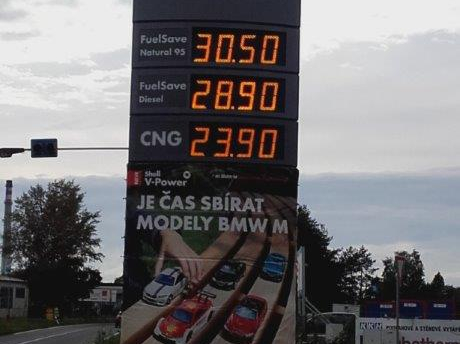 FuelSave
Natural 95
30.50
FuelSave
Diesel
28.90
CNG
23.90
Shell
V-Power
JE ČAS SBÍRAT
MODELY BMW M